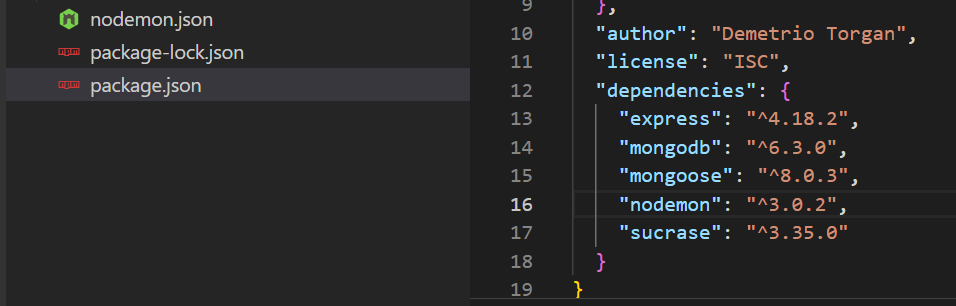 nodemon.json
package-lock.json
package.json
9 },
10 "author": "Demetrio Torgan",
11 "license": "ISC",
12 "dependencies": {
13 "express": "^4.18.2",
14 "mongodb": "^6.3.0",
15 "mongoose": "^8.0.3",
16 "nodemon": "^3.0.2",
17 "sucrase": "^3.35.0"
18 }
19 }